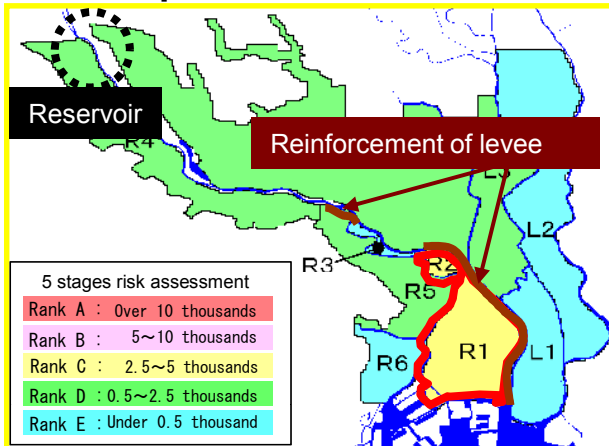 Reservoir
Reinforcement of levee
R4
L3
L2
R3
R2
R5
R1
L1
R6
5 stages risk assessment
Rank A : Over 10 thousands
Rank B : 5~10 thousands
Rank C : 2.5~5 thousands
Rank D : 0.5~2.5 thousands
Rank E : Under 0.5 thousand